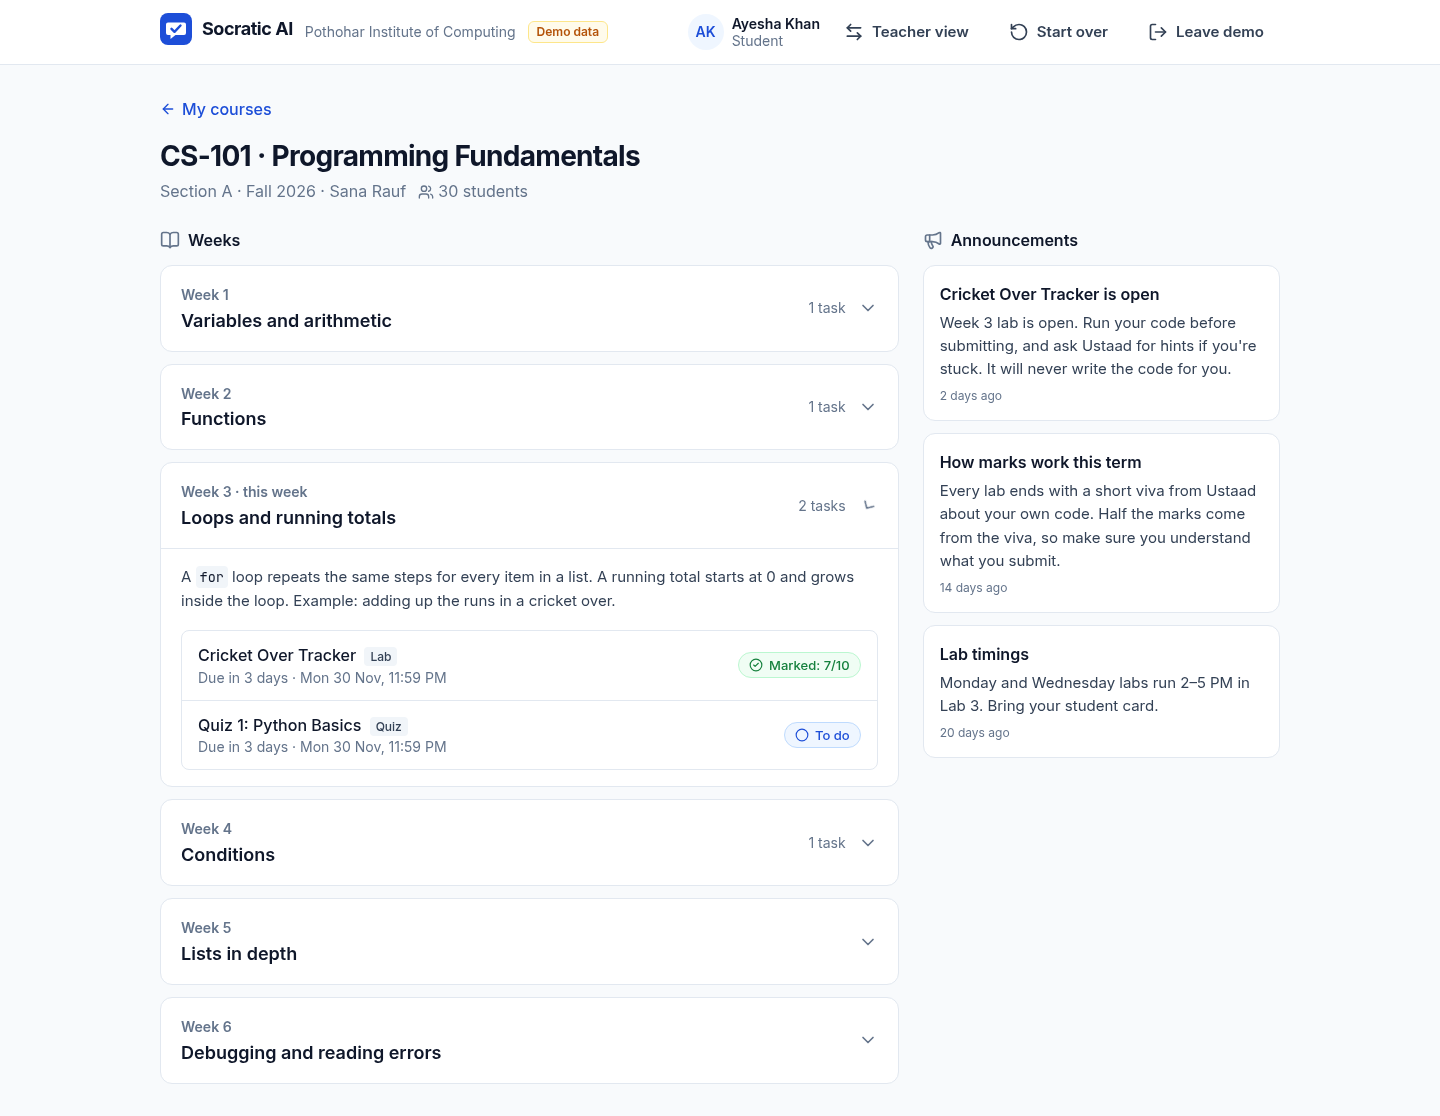 Socratic AI
Pothohar Institute of Computing
Demo data
AK
Ayesha Khan
Student
Teacher view
Start over
Leave demo
My courses
CS-101 · Programming Fundamentals
Section A · Fall 2026 · Sana Rauf
30 students
Weeks
Week 1
Variables and arithmetic
1 task
Week 2
Functions
1 task
Week 3 · this week
Loops and running totals
2 tasks
A for loop repeats the same steps for every item in a list. A running total starts at 0 and grows
inside the loop. Example: adding up the runs in a cricket over.
Cricket Over Tracker Lab
Due in 3 days · Mon 30 Nov, 11:59 PM
Marked: 7/10
Quiz 1: Python Basics Quiz
Due in 3 days · Mon 30 Nov, 11:59 PM
To do
Week 4
Conditions
1 task
Week 5
Lists in depth
Week 6
Debugging and reading errors
Announcements
Cricket Over Tracker is open
Week 3 lab is open. Run your code before
submitting, and ask Ustaad for hints if you're
stuck. It will never write the code for you.
2 days ago
How marks work this term
Every lab ends with a short viva from Ustaad
about your own code. Half the marks come
from the viva, so make sure you understand
what you submit.
14 days ago
Lab timings
Monday and Wednesday labs run 2–5 PM in
Lab 3. Bring your student card.
20 days ago